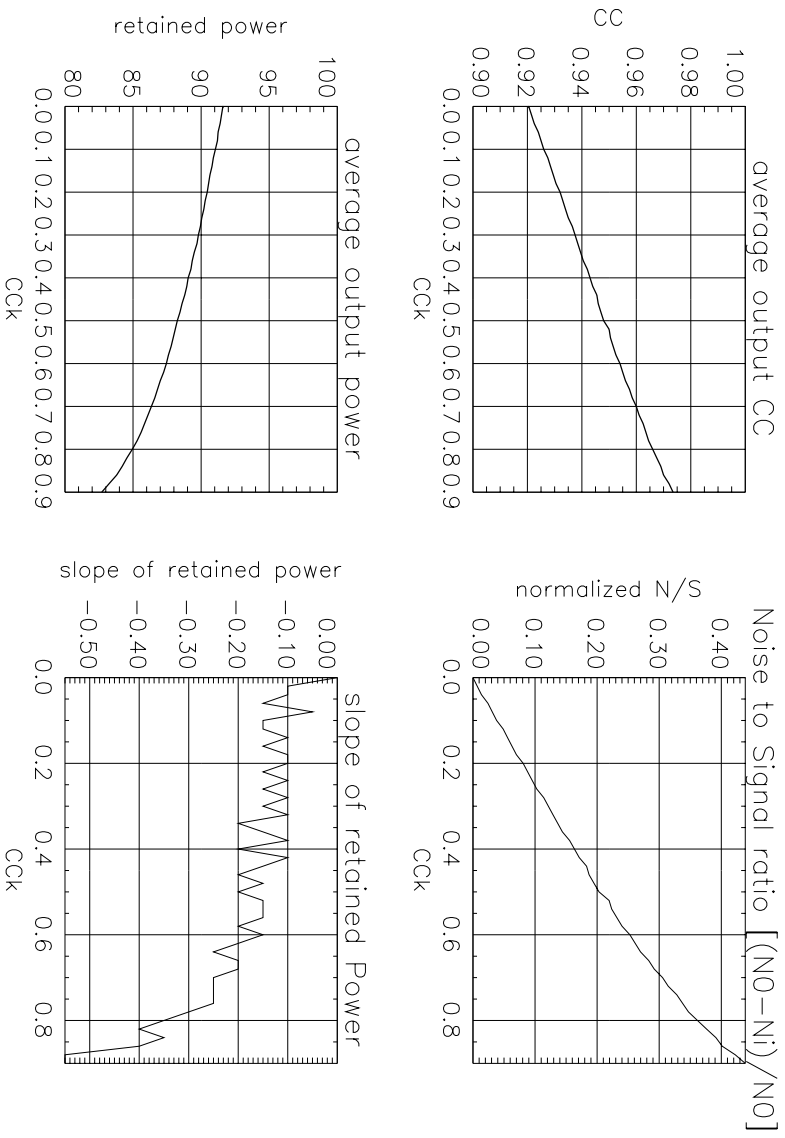 average output CC
CC
1.00
0.98
0.96
0.94
0.92
0.90
0.0 0.1 0.2 0.3 0.4 0.5 0.6 0.7 0.8 0.9
CCk
Noise to Signal ratio [(N0−Ni)/N0]
normalized N/S
0.40
0.30
0.20
0.10
0.00
0.0 0.2 0.4 0.6 0.8
CCk
average output power
retained power
100
95
90
85
80
0.0 0.1 0.2 0.3 0.4 0.5 0.6 0.7 0.8 0.9
CCk
slope of retained Power
slope of retained power
0.00
−0.10
−0.20
−0.30
−0.40
−0.50
0.0 0.2 0.4 0.6 0.8
CCk